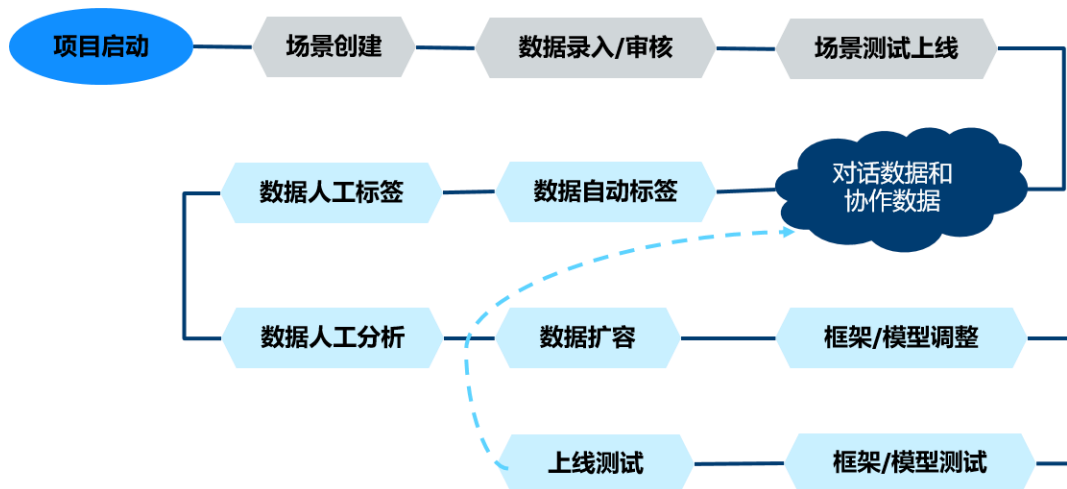 项目启动
场景创建
数据录入/审核
场景测试上线
对话数据和
协作数据
数据自动标签
数据人工标签
数据人工分析
数据扩容
框架/模型调整
框架/模型测试
上线测试